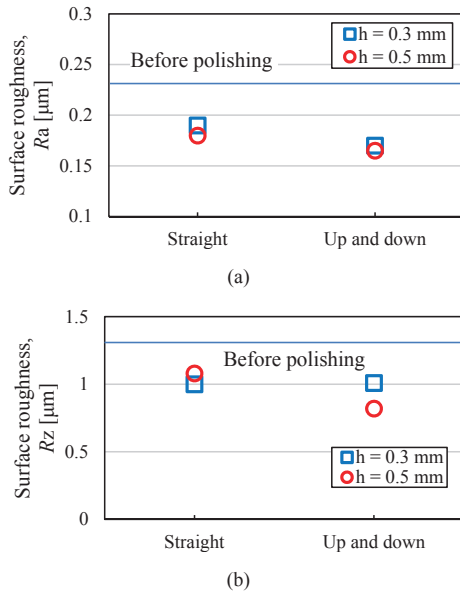 0.3
h = 0.3 mm
h = 0.5 mm
Before polishing
0.25
0.2
0.15
0.1
Surface roughness,
Ra [μm]
Straight
Up and down
(a)
1.5
Before polishing
1
0.5
0
Surface roughness,
Rz [μm]
h = 0.3 mm
h = 0.5 mm
Straight
Up and down
(b)